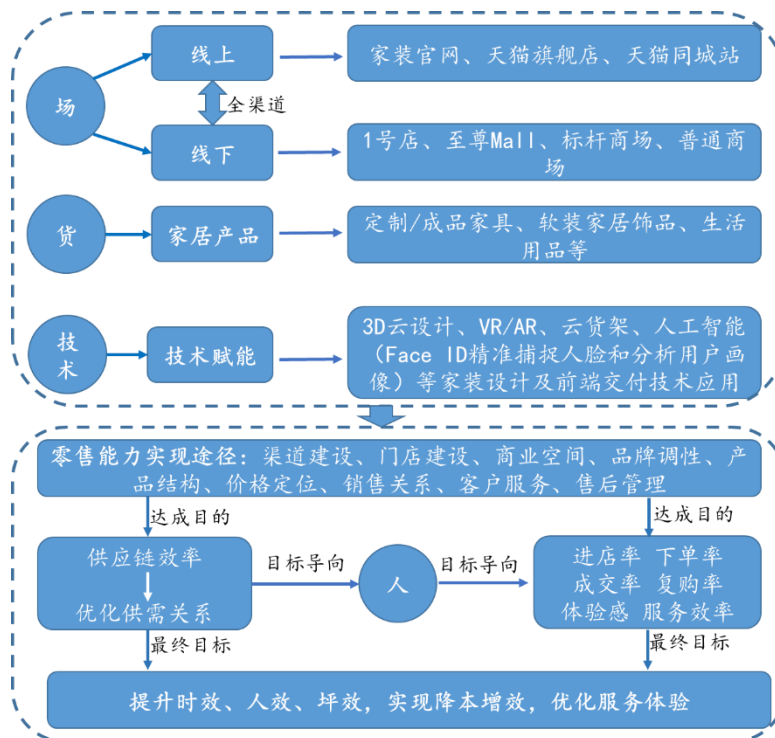 场
线上
家装官网、天猫旗舰店、天猫同城站
全渠道
线下
1号店、至尊Mall、标杆商场、普通商
场
货
家居产品
定制/成品家具、软装家居饰品、生活
用品等
技
术
技术赋能
3D云设计、VR/AR、云货架、人工智能
（Face ID精准捕捉人脸和分析用户画
像）等家装设计及前端交付技术应用
零售能力实现途径：渠道建设、门店建设、商业空间、品牌调性、产
品结构、价格定位、销售关系、客户服务、售后管理
达成目的
达成目的
供应链效率
优化供需关系
目标导向
人
目标导向
进店率 下单率
成交率 复购率
体验感 服务效率
最终目标
最终目标
提升时效、人效、坪效，实现降本增效，优化服务体验